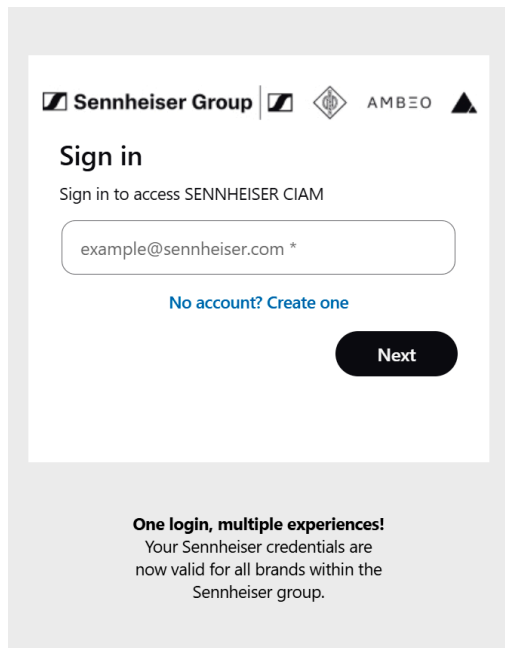 Sennheiser Group AMBEO
Sign in
Sign in to access SENNHEISER CIAM
example@sennheiser.com *
No account? Create one
Next
One login, multiple experiences!
Your Sennheiser credentials are
now valid for all brands within the
Sennheiser group.